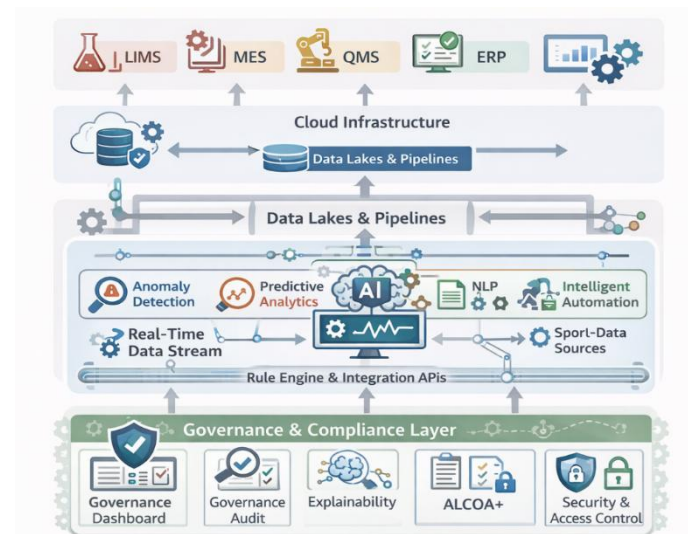 LIMS
MES
QMS
ERP
Cloud Infrastructure
Data Lakes & Pipelines
Data Lakes & Pipelines
Anomaly
Detection
Predictive
Analytics
AI
NLP
Intelligent
Automation
Real-Time
Data Stream
Sporl-Data
Sources
Rule Engine & Integration APIs
Governance & Compliance Layer
Governance
Dashboard
Governance
Audit
Explainability
ALCOA+
Security &
Access Control